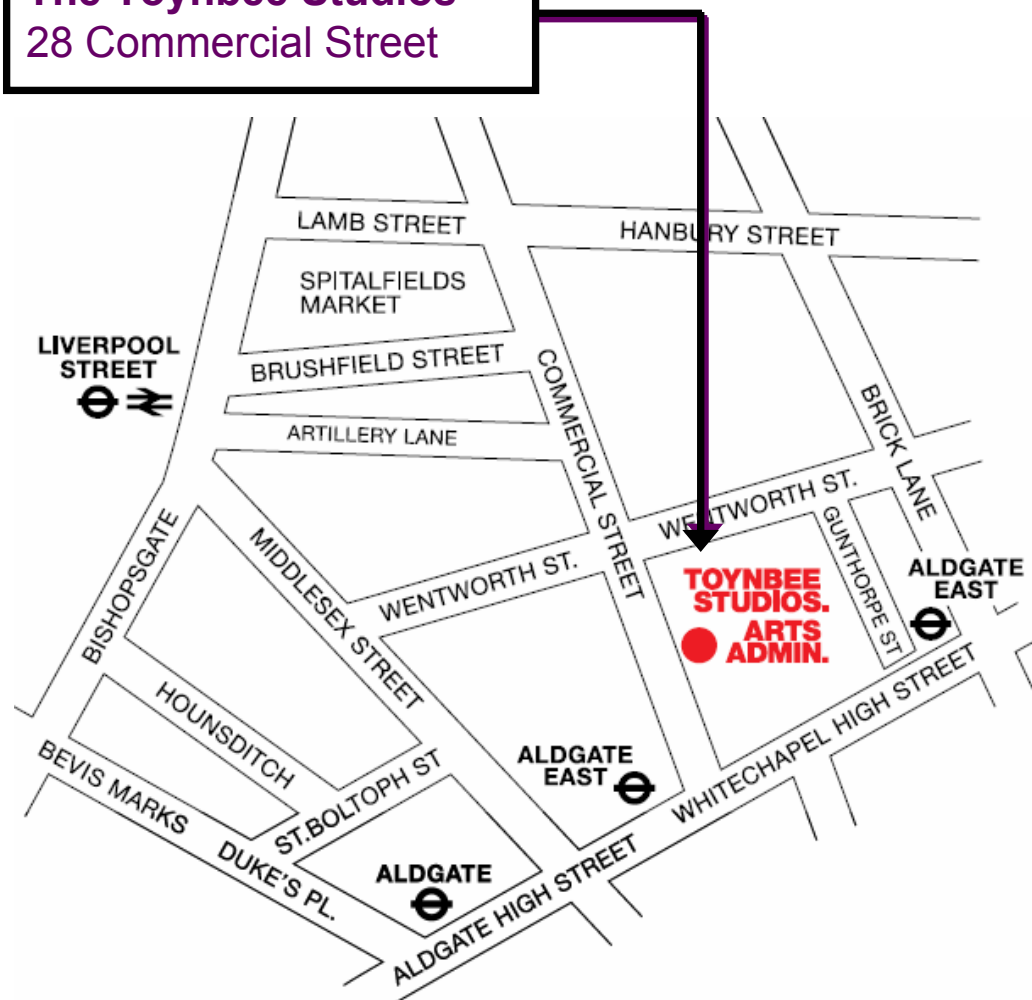 The Toynbee Studios
28 Commercial Street
LAMB STREET
HANBURY STREET
SPITALFIELDS
MARKET
LIVERPOOL
STREET
BRUSHFIELD STREET
COMMERCIAL STREET
BRICK LANE
ARTILLERY LANE
WENTWORTH ST.
GUNTHORPE ST
BISHOPSGATE
MIDDLESEX STREET
WENTWORTH ST.
TOYNBEE
STUDIOS.
ARTS
ADMIN.
ALDGATE
EAST
HOUNSDITCH
BEVIS MARKS
ST.BOLTOPH ST
ALDGATE
EAST
WHITECHAPEL HIGH STREET
DUKE'S PL.
ALDGATE
ALDGATE HIGH STREET